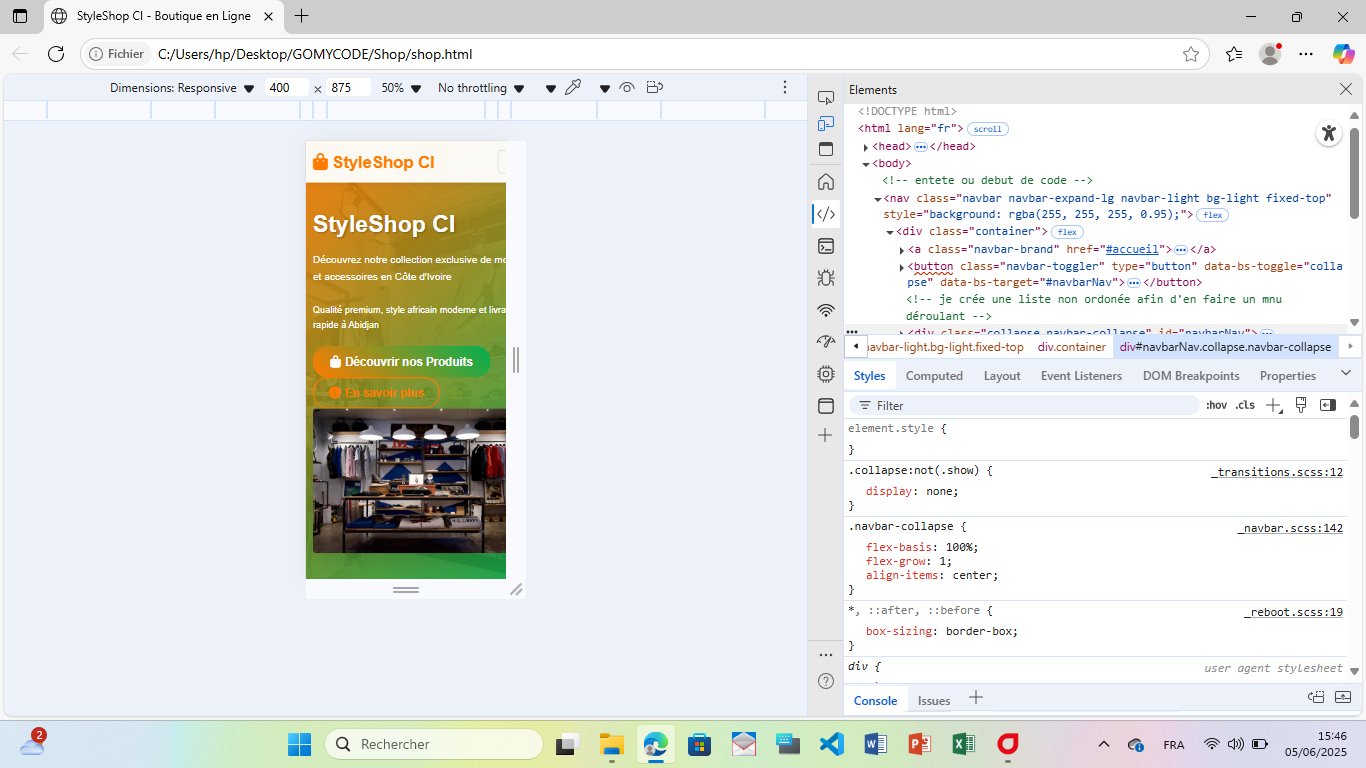 StyleShop CI - Boutique en Ligne
Fichier
C:/Users/hp/Desktop/GOMYCODE/Shop/shop.html
Dimensions: Responsive 400 × 875 50% No throttling
StyleShop CI
StyleShop CI
Découvrez notre collection exclusive de mo
et accessoires en Côte d'Ivoire
Qualité premium, style africain moderne et livra
rapide à Abidjan
Découvrir nos Produits
En savoir plus
Elements
<!DOCTYPE html>
<html lang="fr"> scroll
<head>…</head>
<body>
<!-- entete ou debut de code -->
<nav class="navbar navbar-expand-lg navbar-light bg-light fixed-top"
style="background: rgba(255, 255, 255, 0.95);"> flex
<div class="container"> flex
<a class="navbar-brand" href="#accueil">…</a>
<button class="navbar-toggler" type="button" data-bs-toggle="colla
pse" data-bs-target="#navbarNav">…</button>
<!-- je crée une liste non ordonée afin d'en faire un mnu
déroulant -->
<div class="collapse navbar-collapse" id="navbarNav">…
navbar-light.bg-light.fixed-top div.container div#navbarNav.collapse.navbar-collapse
Styles Computed Layout Event Listeners DOM Breakpoints Properties
Filter :hov .cls
element.style {
}
.collapse:not(.show) { _transitions.scss:12
display: none;
}
.navbar-collapse { _navbar.scss:142
flex-basis: 100%;
flex-grow: 1;
align-items: center;
}
*, ::after, ::before { _reboot.scss:19
box-sizing: border-box;
}
div { user agent stylesheet
Console Issues
2
Rechercher
FRA
15:46
05/06/2025